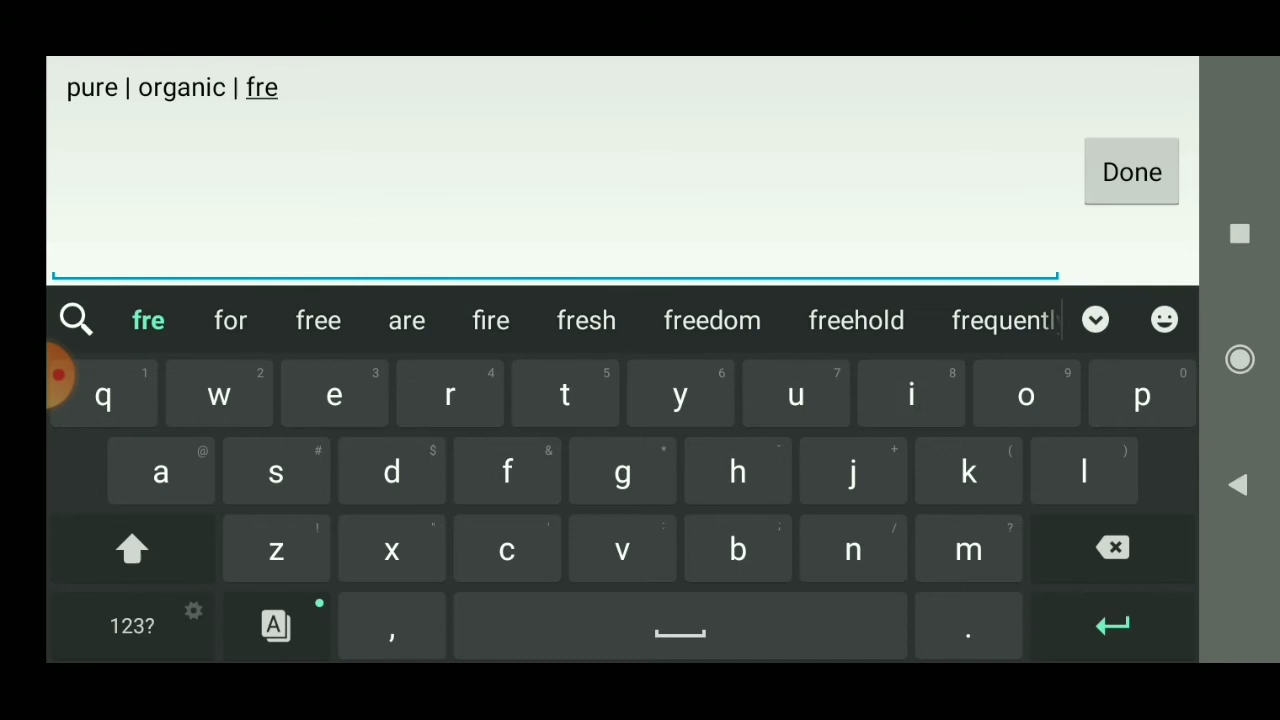 pure | organic | fre
Done
fre for free are fire fresh freedom freehold frequentl
q 1 w 2 e 3 r 4 t 5 y 6 u 7 i 8 o 9 p 0
a @ s # d $ f & g * h - j + k ( l )
z ! x " c ' v : b ; n / m ?
123? A , .